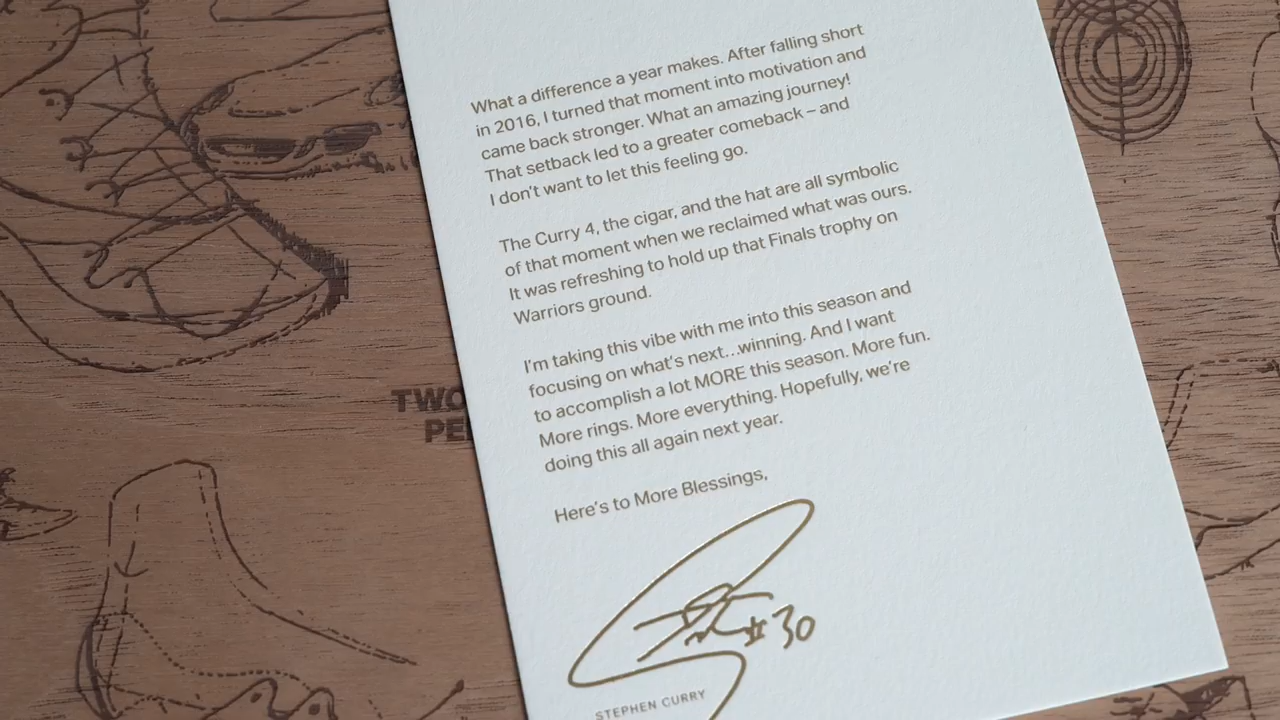 What a difference a year makes. After falling short
in 2016, I turned that moment into motivation and
came back stronger. What an amazing journey!
That setback led to a greater comeback – and
I don't want to let this feeling go.
The Curry 4, the cigar, and the hat are all symbolic
of that moment when we reclaimed what was ours.
It was refreshing to hold up that Finals trophy on
Warriors ground.
I'm taking this vibe with me into this season and
focusing on what's next...winning. And I want
to accomplish a lot MORE this season. More fun.
More rings. More everything. Hopefully, we're
doing this all again next year.
Here's to More Blessings,
#30
STEPHEN CURRY
TWO